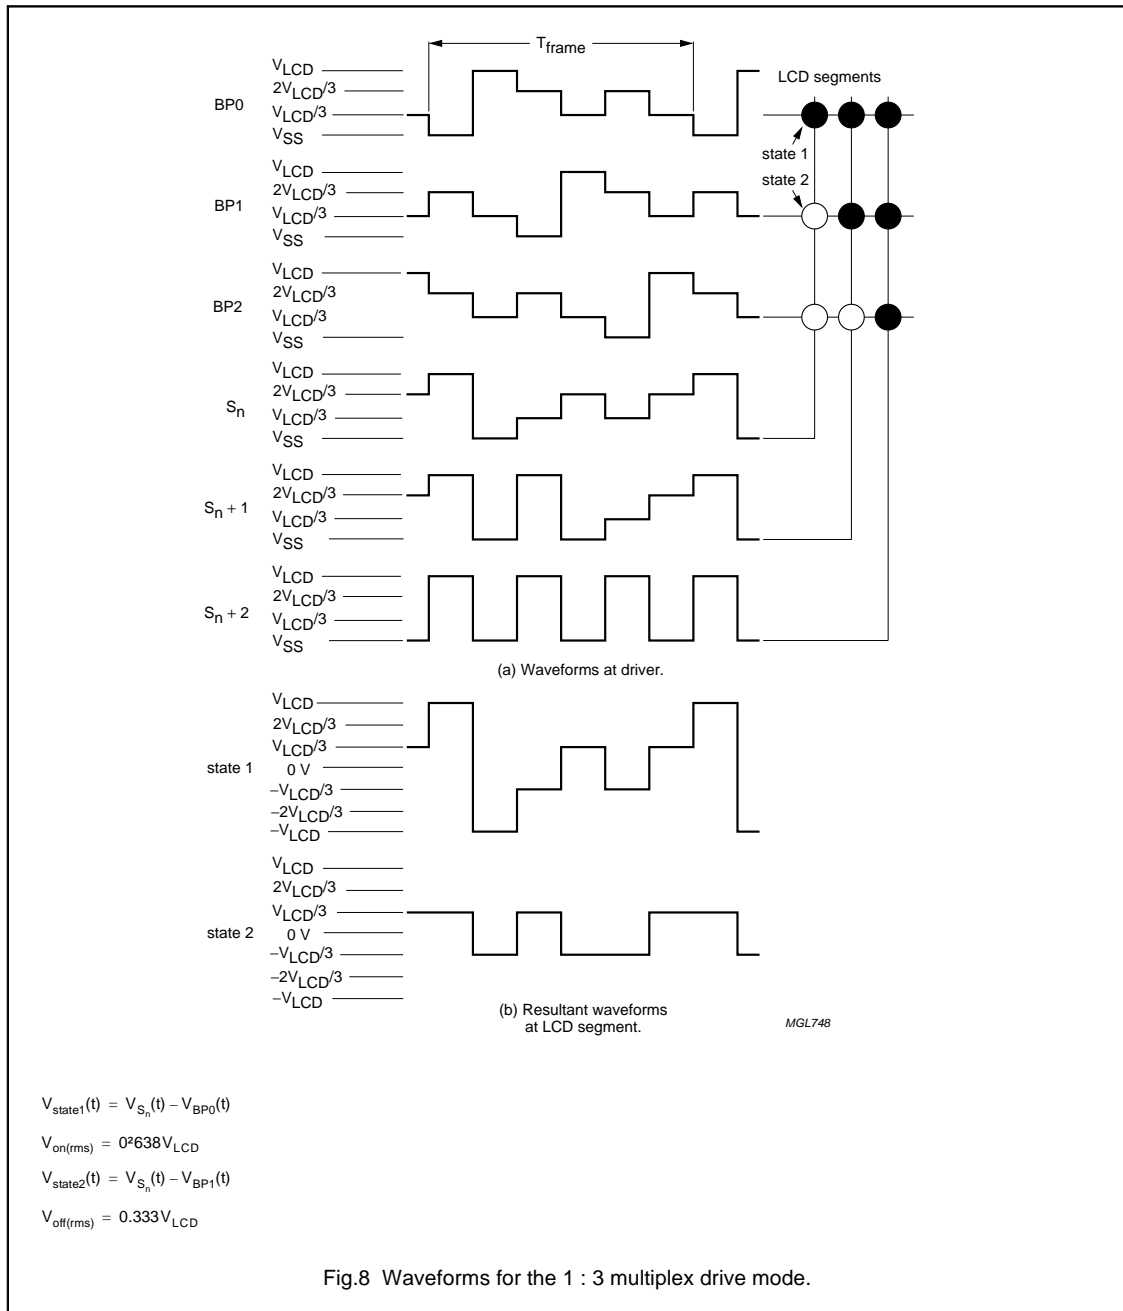 T frame
LCD segments
BP0
VLCD
2VLCD/3
VLCD/3
VSS
state 1
state 2
BP1
VLCD
2VLCD/3
VLCD/3
VSS
BP2
VLCD
2VLCD/3
VLCD/3
VSS
Sn
VLCD
2VLCD/3
VLCD/3
VSS
Sn + 1
VLCD
2VLCD/3
VLCD/3
VSS
Sn + 2
VLCD
2VLCD/3
VLCD/3
VSS
(a) Waveforms at driver.
state 1
VLCD
2VLCD/3
VLCD/3
0 V
−VLCD/3
−2VLCD/3
−VLCD
state 2
VLCD
2VLCD/3
VLCD/3
0 V
−VLCD/3
−2VLCD/3
−VLCD
(b) Resultant waveforms
at LCD segment.
MGL748
Vstate1(t) = VSn(t) − VBP0(t)
Von(rms) = 0²638VLCD
Vstate2(t) = VSn(t) − VBP1(t)
Voff(rms) = 0.333VLCD
Fig.8 Waveforms for the 1 : 3 multiplex drive mode.